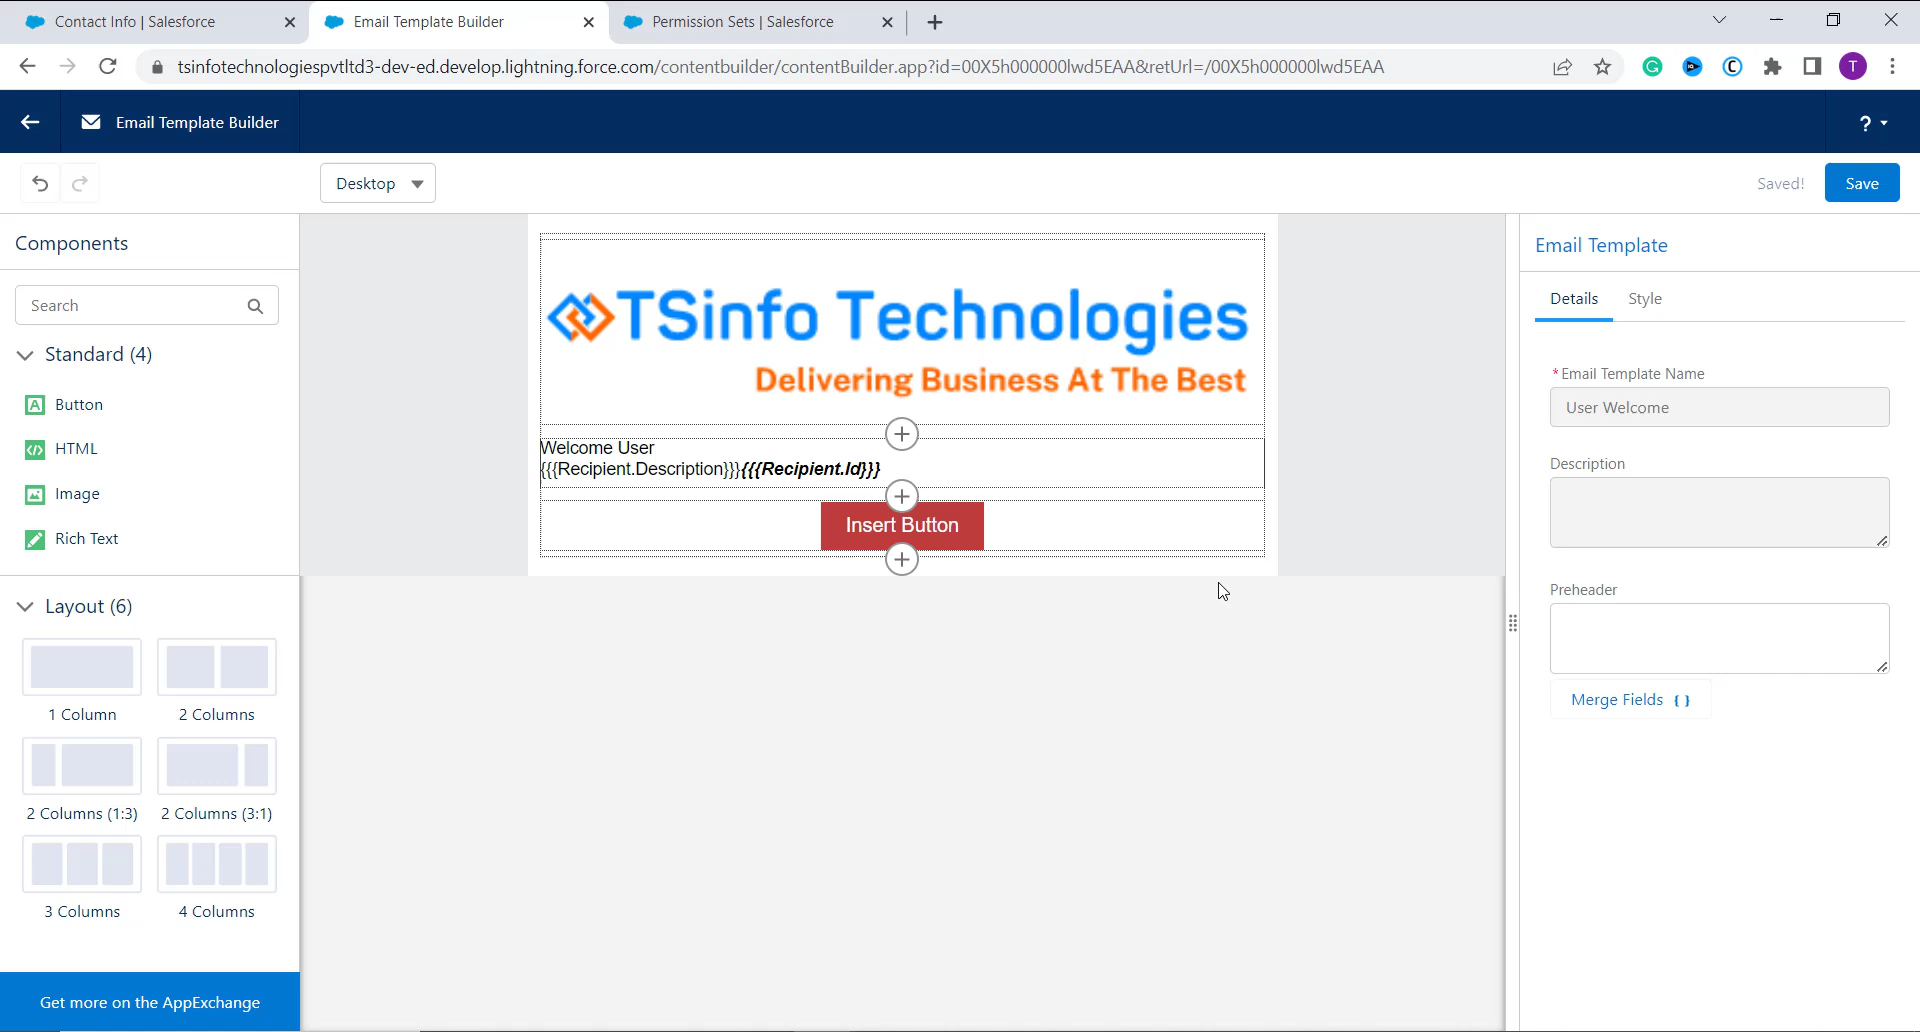 Contact Info | Salesforce
Email Template Builder
Permission Sets | Salesforce
tsinfotechnologiespvtltd3-dev-ed.develop.lightning.force.com/contentbuilder/contentBuilder.app?id=00X5h000000lwd5EAA&retUrl=/00X5h000000lwd5EAA
T
Email Template Builder
?
Desktop
Saved!
Save
Components
Search
Standard (4)
Button
HTML
Image
Rich Text
Layout (6)
1 Column
2 Columns
2 Columns (1:3)
2 Columns (3:1)
3 Columns
4 Columns
Get more on the AppExchange
TSinfo Technologies
Delivering Business At The Best
Welcome User
{{{Recipient.Description}}}{{{Recipient.Id}}}
Insert Button
Email Template
Details
Style
*Email Template Name
User Welcome
Description
Preheader
Merge Fields { }